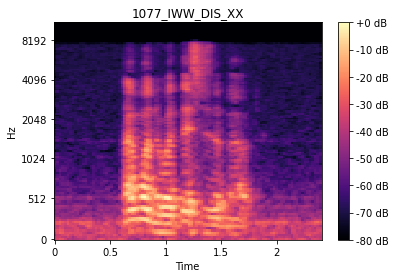 1077_IWW_DIS_XX
+0 dB
8192
-10 dB
4096
-20 dB
-30 dB
2048
Hz
-40 dB
1024
-50 dB
512
-60 dB
-70 dB
0
-80 dB
0 0.5 1 1.5 2
Time